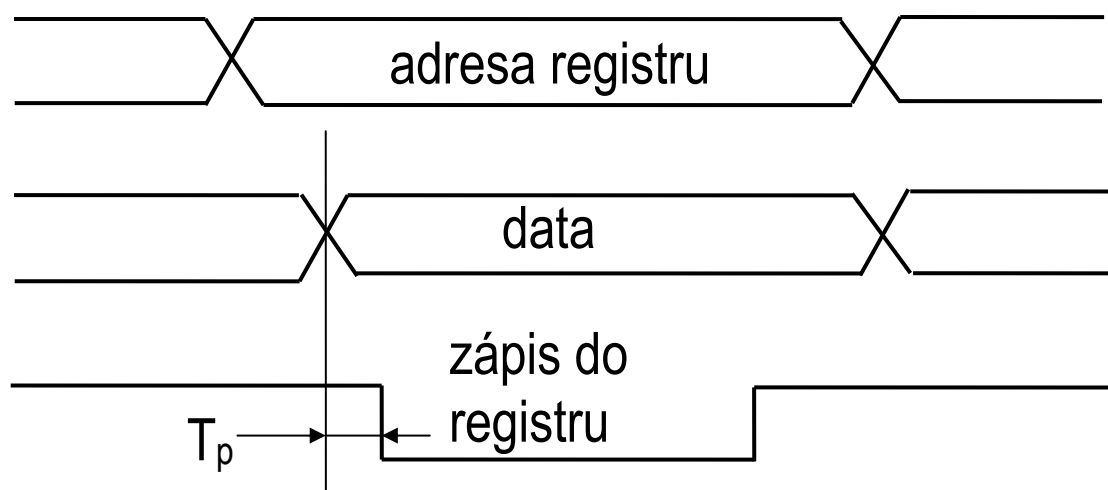 adresa registru
data
zápis do
registru
Tp